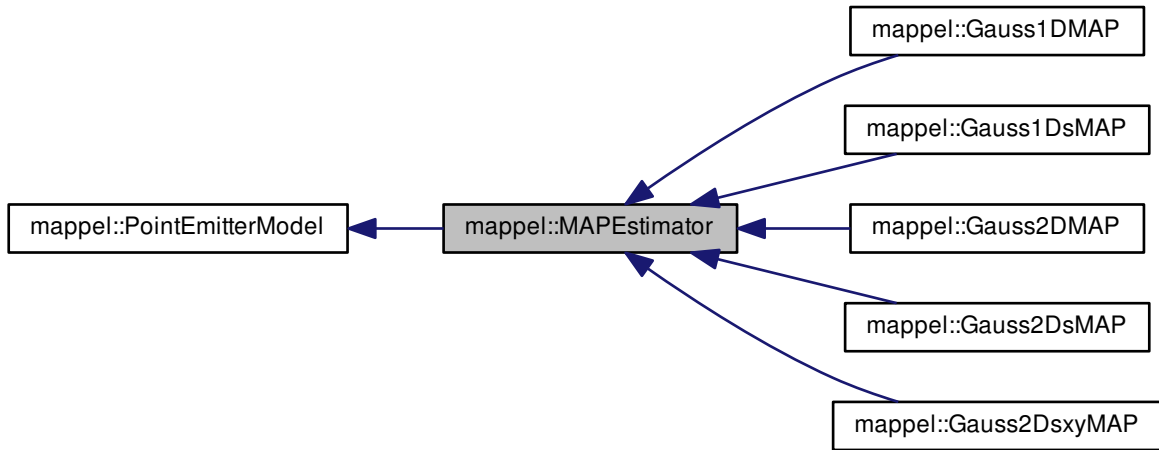 mappel::Gauss1DMAP
mappel::Gauss1DsMAP
mappel::PointEmitterModel
mappel::MAPEstimator
mappel::Gauss2DMAP
mappel::Gauss2DsMAP
mappel::Gauss2DsxyMAP